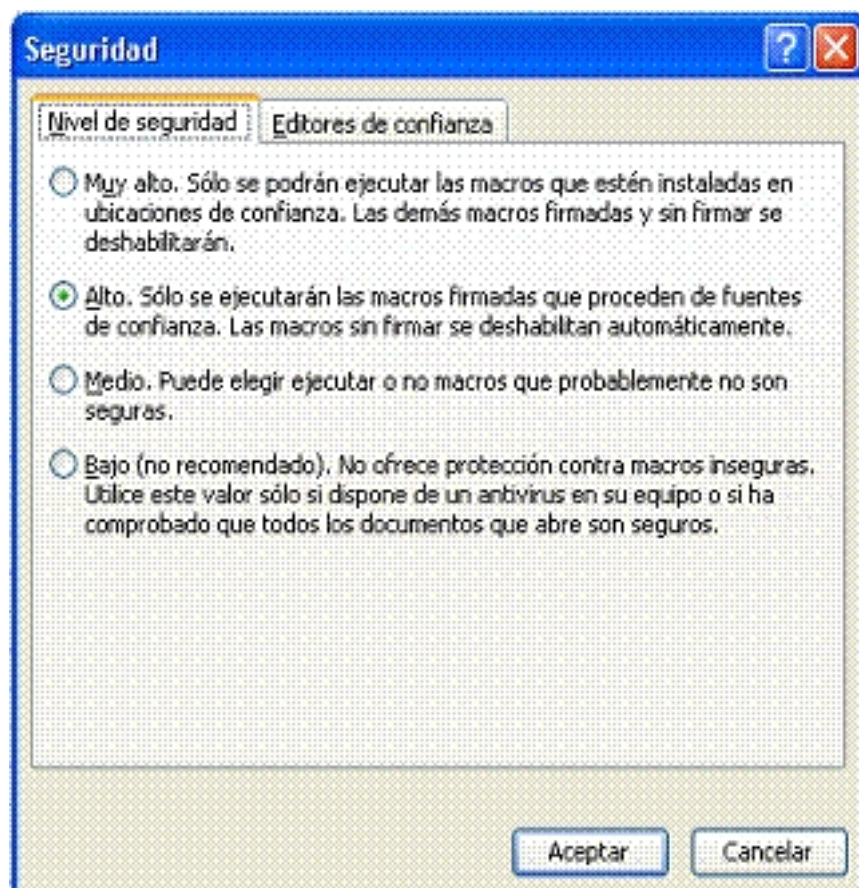 Seguridad
Nivel de seguridad
Editores de confianza
Muy alto. Sólo se podrán ejecutar las macros que estén instaladas en
ubicaciones de confianza. Las demás macros firmadas y sin firmar se
deshabilitarán.
Alto. Sólo se ejecutarán las macros firmadas que proceden de fuentes
de confianza. Las macros sin firmar se deshabilitan automáticamente.
Medio. Puede elegir ejecutar o no macros que probablemente no son
seguras.
Bajo (no recomendado). No ofrece protección contra macros inseguras.
Utilice este valor sólo si dispone de un antivirus en su equipo o si ha
comprobado que todos los documentos que abre son seguros.
Aceptar
Cancelar